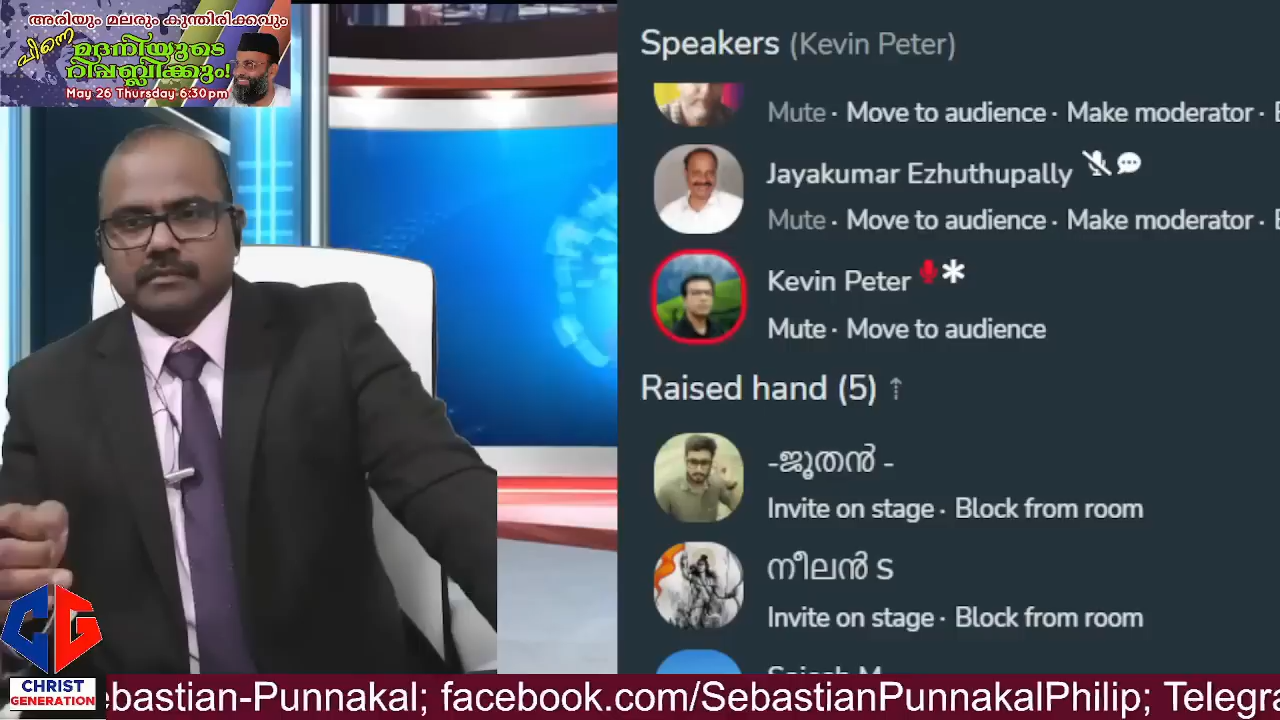 അരിയും മലരും കുന്തിരിക്കവും
പിന്നെ മദനിയുടെ
റിപ്പബ്ലിക്കും!
May 26 Thursday 6:30pm
Speakers (Kevin Peter)
Mute · Move to audience · Make moderator ·
Jayakumar Ezhuthupally
Mute · Move to audience · Make moderator ·
Kevin Peter
Mute · Move to audience
Raised hand (5)
-ജൂതൻ -
Invite on stage · Block from room
നീലൻ S
Invite on stage · Block from room
CG
CHRIST
GENERATION
ebastian-Punnakal; facebook.com/SebastianPunnakalPhilip; Telegra